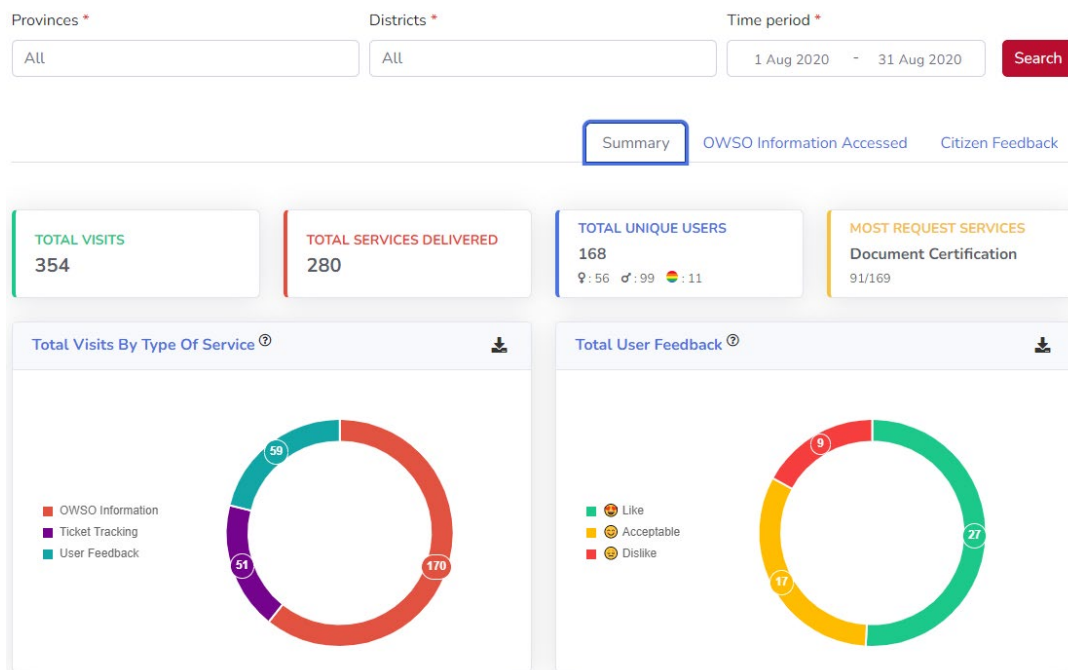 Provinces *
Districts *
Time period *
All
All
1 Aug 2020 - 31 Aug 2020
Search
Summary
OWSO Information Accessed
Citizen Feedback
TOTAL VISITS
354
TOTAL SERVICES DELIVERED
280
TOTAL UNIQUE USERS
168
♀: 56 ♂: 99 : 11
MOST REQUEST SERVICES
Document Certification
91/169
Total Visits By Type Of Service ?
OWSO Information
Ticket Tracking
User Feedback
59
51
170
Total User Feedback ?
Like
Acceptable
Dislike
9
27
17